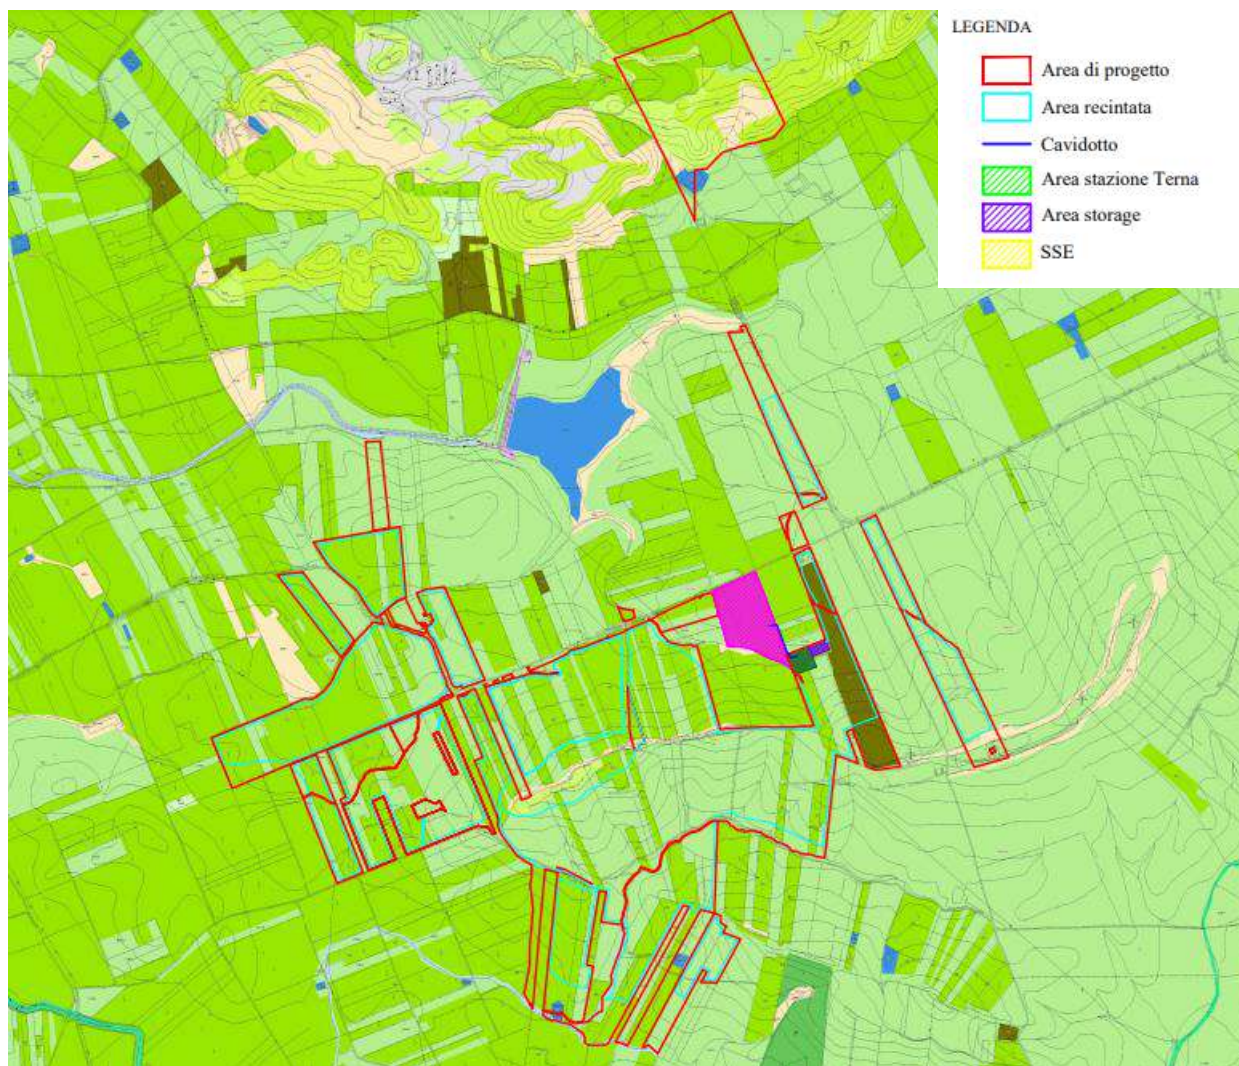 LEGENDA
Area di progetto
Area recintata
Cavidotto
Area stazione Terna
Area storage
SSE